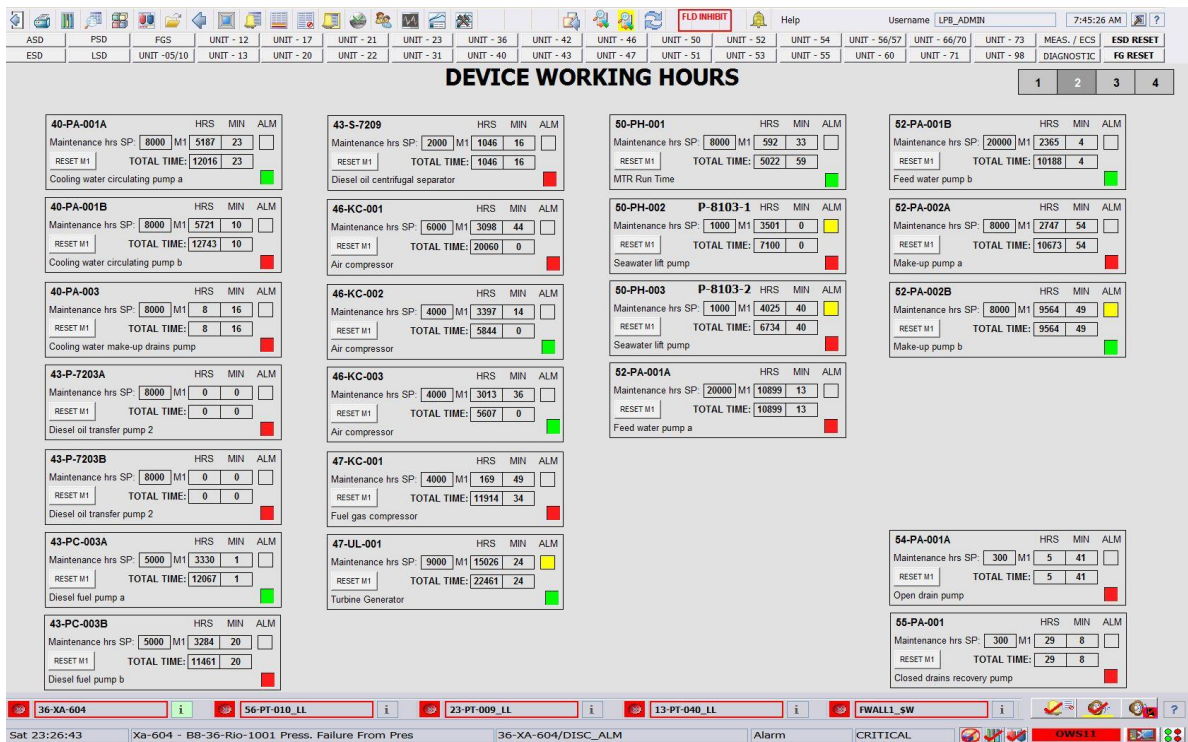 FLD INHIBIT Help Username LPB_ADMIN 7:45:26 AM ?
ASD PSD FGS UNIT - 12 UNIT - 17 UNIT - 21 UNIT - 23 UNIT - 36 UNIT - 42 UNIT - 46 UNIT - 50 UNIT - 52 UNIT - 54 UNIT - 56/57 UNIT - 66/70 UNIT - 73 MEAS. / ECS ESD RESET
ESD LSD UNIT -05/10 UNIT - 13 UNIT - 20 UNIT - 22 UNIT - 31 UNIT - 40 UNIT - 43 UNIT - 47 UNIT - 51 UNIT - 53 UNIT - 55 UNIT - 60 UNIT - 71 UNIT - 98 DIAGNOSTIC FG RESET
DEVICE WORKING HOURS
1 2 3 4
40-PA-001A HRS MIN ALM
Maintenance hrs SP: 8000 M1 5187 23
RESET M1 TOTAL TIME: 12016 23
Cooling water circulating pump a
40-PA-001B HRS MIN ALM
Maintenance hrs SP: 8000 M1 5721 10
RESET M1 TOTAL TIME: 12743 10
Cooling water circulating pump b
40-PA-003 HRS MIN ALM
Maintenance hrs SP: 8000 M1 8 16
RESET M1 TOTAL TIME: 8 16
Cooling water make-up drains pump
43-P-7203A HRS MIN ALM
Maintenance hrs SP: 8000 M1 0 0
RESET M1 TOTAL TIME: 0 0
Diesel oil transfer pump 2
43-P-7203B HRS MIN ALM
Maintenance hrs SP: 8000 M1 0 0
RESET M1 TOTAL TIME: 0 0
Diesel oil transfer pump 2
43-PC-003A HRS MIN ALM
Maintenance hrs SP: 5000 M1 3330 1
RESET M1 TOTAL TIME: 12067 1
Diesel fuel pump a
43-PC-003B HRS MIN ALM
Maintenance hrs SP: 5000 M1 3284 20
RESET M1 TOTAL TIME: 11461 20
Diesel fuel pump b
43-S-7209 HRS MIN ALM
Maintenance hrs SP: 2000 M1 1046 16
RESET M1 TOTAL TIME: 1046 16
Diesel oil centrifugal separator
46-KC-001 HRS MIN ALM
Maintenance hrs SP: 6000 M1 3098 44
RESET M1 TOTAL TIME: 20060 0
Air compressor
46-KC-002 HRS MIN ALM
Maintenance hrs SP: 4000 M1 3397 14
RESET M1 TOTAL TIME: 5844 0
Air compressor
46-KC-003 HRS MIN ALM
Maintenance hrs SP: 4000 M1 3013 36
RESET M1 TOTAL TIME: 5607 0
Air compressor
47-KC-001 HRS MIN ALM
Maintenance hrs SP: 4000 M1 169 49
RESET M1 TOTAL TIME: 11914 34
Fuel gas compressor
47-UL-001 HRS MIN ALM
Maintenance hrs SP: 9000 M1 15026 24
RESET M1 TOTAL TIME: 22461 24
Turbine Generator
50-PH-001 HRS MIN ALM
Maintenance hrs SP: 8000 M1 592 33
RESET M1 TOTAL TIME: 5022 59
MTR Run Time
50-PH-002 P-8103-1 HRS MIN ALM
Maintenance hrs SP: 1000 M1 3501 0
RESET M1 TOTAL TIME: 7100 0
Seawater lift pump
50-PH-003 P-8103-2 HRS MIN ALM
Maintenance hrs SP: 1000 M1 4025 40
RESET M1 TOTAL TIME: 6734 40
Seawater lift pump
52-PA-001A HRS MIN ALM
Maintenance hrs SP: 20000 M1 10899 13
RESET M1 TOTAL TIME: 10899 13
Feed water pump a
52-PA-001B HRS MIN ALM
Maintenance hrs SP: 20000 M1 2365 4
RESET M1 TOTAL TIME: 10188 4
Feed water pump b
52-PA-002A HRS MIN ALM
Maintenance hrs SP: 8000 M1 2747 54
RESET M1 TOTAL TIME: 10673 54
Make-up pump a
52-PA-002B HRS MIN ALM
Maintenance hrs SP: 8000 M1 9564 49
RESET M1 TOTAL TIME: 9564 49
Make-up pump b
54-PA-001A HRS MIN ALM
Maintenance hrs SP: 300 M1 5 41
RESET M1 TOTAL TIME: 5 41
Open drain pump
55-PA-001 HRS MIN ALM
Maintenance hrs SP: 300 M1 29 8
RESET M1 TOTAL TIME: 29 8
Closed drains recovery pump
36-XA-604 i 56-PT-010_LL i 23-PT-009_LL i 13-PT-040_LL i FWALL1_SW i ?
Sat 23:26:43 Xa-604 - B8-36-Rio-1001 Press. Failure From Pres 36-XA-604/DISC_ALM Alarm CRITICAL OWS11